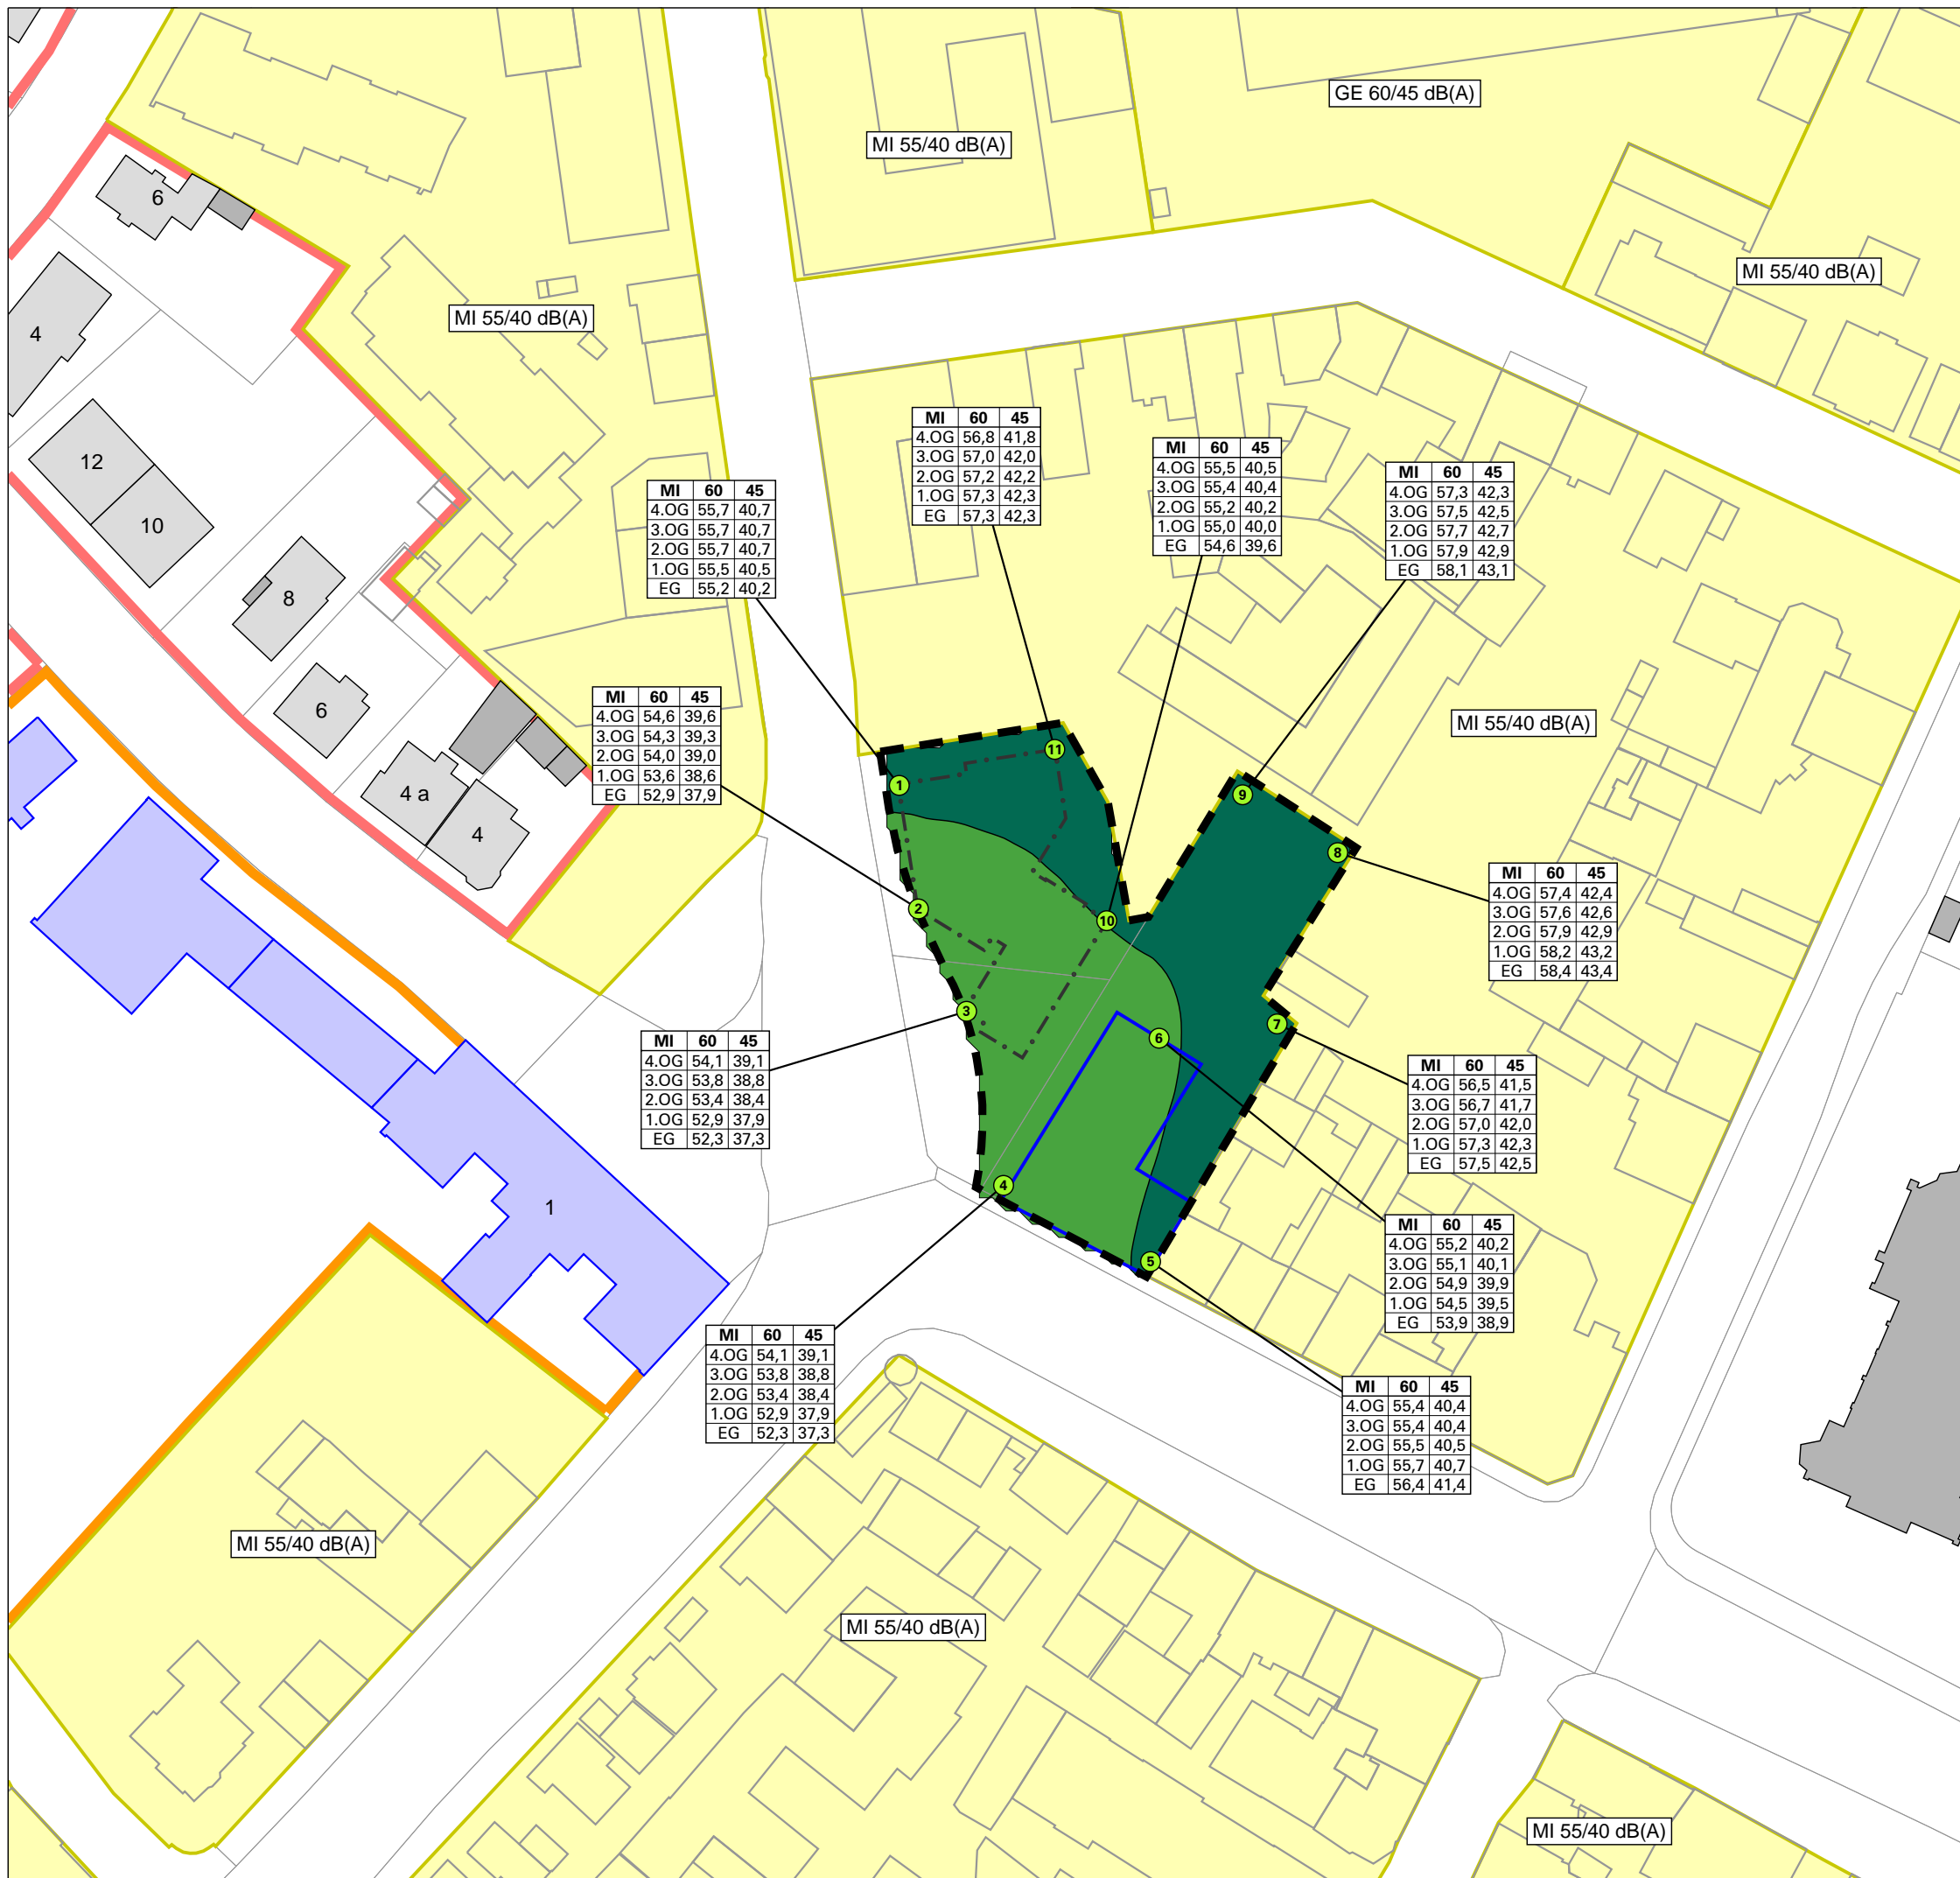 GE 60/45 dB(A)
MI 55/40 dB(A)
6
MI 55/40 dB(A)
MI 55/40 dB(A)
4
12
10
8
6
4 a
4
MI 60 45
4.OG 56,8 41,8
3.OG 57,0 42,0
2.OG 57,2 42,2
1.OG 57,3 42,3
EG 57,3 42,3
MI 60 45
4.OG 55,5 40,5
3.OG 55,4 40,4
2.OG 55,2 40,2
1.OG 55,0 40,0
EG 54,6 39,6
MI 60 45
4.OG 57,3 42,3
3.OG 57,5 42,5
2.OG 57,7 42,7
1.OG 57,9 42,9
EG 58,1 43,1
MI 60 45
4.OG 55,7 40,7
3.OG 55,7 40,7
2.OG 55,7 40,7
1.OG 55,5 40,5
EG 55,2 40,2
MI 60 45
4.OG 54,6 39,6
3.OG 54,3 39,3
2.OG 54,0 39,0
1.OG 53,6 38,6
EG 52,9 37,9
MI 55/40 dB(A)
11
1
9
8
2
10
3
7
6
4
5
MI 60 45
4.OG 57,4 42,4
3.OG 57,6 42,6
2.OG 57,9 42,9
1.OG 58,2 43,2
EG 58,4 43,4
MI 60 45
4.OG 54,1 39,1
3.OG 53,8 38,8
2.OG 53,4 38,4
1.OG 52,9 37,9
EG 52,3 37,3
MI 60 45
4.OG 56,5 41,5
3.OG 56,7 41,7
2.OG 57,0 42,0
1.OG 57,3 42,3
EG 57,5 42,5
1
MI 60 45
4.OG 55,2 40,2
3.OG 55,1 40,1
2.OG 54,9 39,9
1.OG 54,5 39,5
EG 53,9 38,9
MI 60 45
4.OG 54,1 39,1
3.OG 53,8 38,8
2.OG 53,4 38,4
1.OG 52,9 37,9
EG 52,3 37,3
MI 60 45
4.OG 55,4 40,4
3.OG 55,4 40,4
2.OG 55,5 40,5
1.OG 55,7 40,7
EG 56,4 41,4
MI 55/40 dB(A)
MI 55/40 dB(A)
MI 55/40 dB(A)